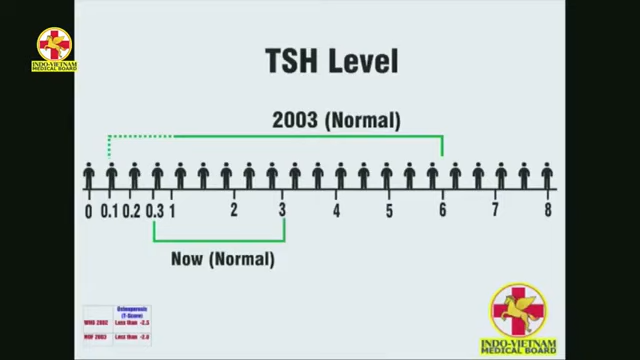 INDO-VIETNAM
MEDICAL BOARD
TSH Level
2003 (Normal)
0 0.1 0.2 0.3 1 2 3 4 5 6 7 8
Now (Normal)
Osteoporosis
(T-Score)
WHO 2002 Less than -2.5
NOF 2003 Less than -2.0
INDO-VIETNAM
MEDICAL BOARD